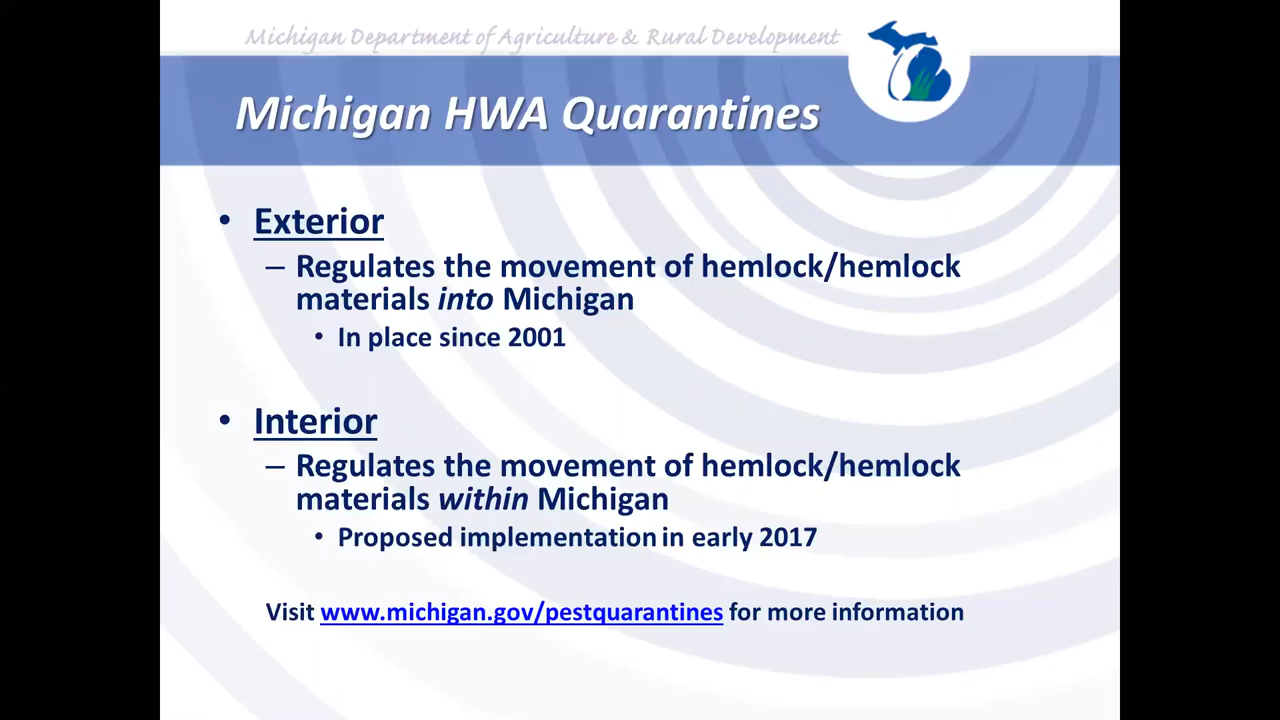 Michigan Department of Agriculture & Rural Development
Michigan HWA Quarantines
• Exterior
– Regulates the movement of hemlock/hemlock
materials into Michigan
• In place since 2001
• Interior
– Regulates the movement of hemlock/hemlock
materials within Michigan
• Proposed implementation in early 2017
Visit www.michigan.gov/pestquarantines for more information